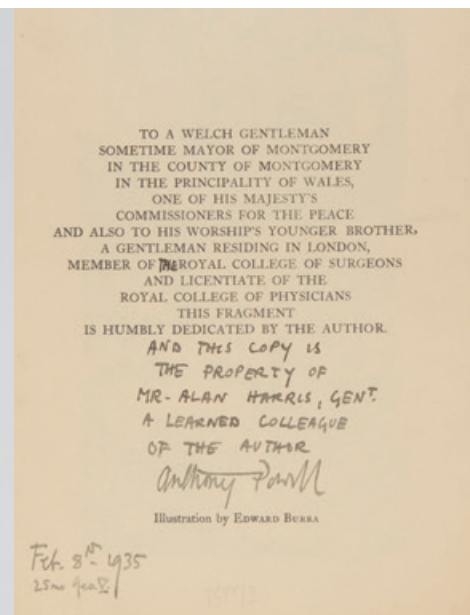 TO A WELCH GENTLEMAN
SOMETIME MAYOR OF MONTGOMERY
IN THE COUNTY OF MONTGOMERY
IN THE PRINCIPALITY OF WALES,
ONE OF HIS MAJESTY'S
COMMISSIONERS FOR THE PEACE
AND ALSO TO HIS WORSHIP'S YOUNGER BROTHER,
A GENTLEMAN RESIDING IN LONDON,
MEMBER OF THE ROYAL COLLEGE OF SURGEONS
AND LICENTIATE OF THE
ROYAL COLLEGE OF PHYSICIANS
THIS FRAGMENT
IS HUMBLY DEDICATED BY THE AUTHOR.
AND THIS COPY IS
THE PROPERTY OF
MR. ALAN HARRIS, GENT.
A LEARNED COLLEAGUE
OF THE AUTHOR
Anthony Powell
Illustration by EDWARD BURRA
Feb. 8th 1935